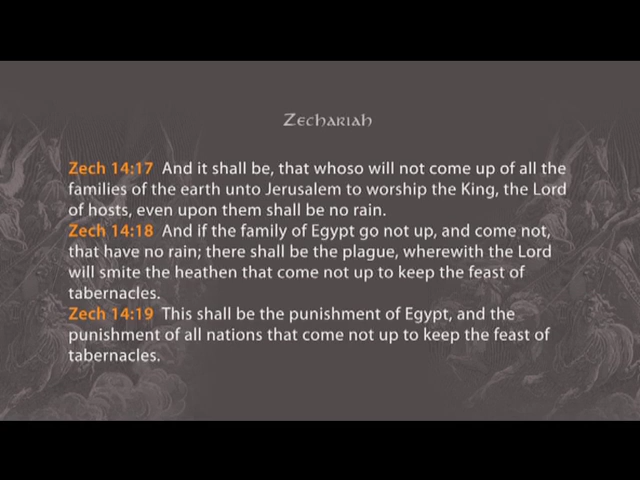 Zechariah
Zech 14:17 And it shall be, that whoso will not come up of all the
families of the earth unto Jerusalem to worship the King, the Lord
of hosts, even upon them shall be no rain.
Zech 14:18 And if the family of Egypt go not up, and come not,
that have no rain; there shall be the plague, wherewith the Lord
will smite the heathen that come not up to keep the feast of
tabernacles.
Zech 14:19 This shall be the punishment of Egypt, and the
punishment of all nations that come not up to keep the feast of
tabernacles.